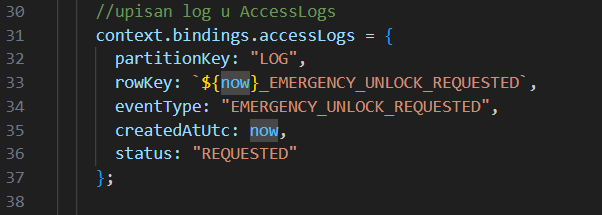 30 //upisan log u AccessLogs
31 context.bindings.accessLogs = {
32 partitionKey: "LOG",
33 rowKey: `${now}_EMERGENCY_UNLOCK_REQUESTED`,
34 eventType: "EMERGENCY_UNLOCK_REQUESTED",
35 createdAtUtc: now,
36 status: "REQUESTED"
37 };
38